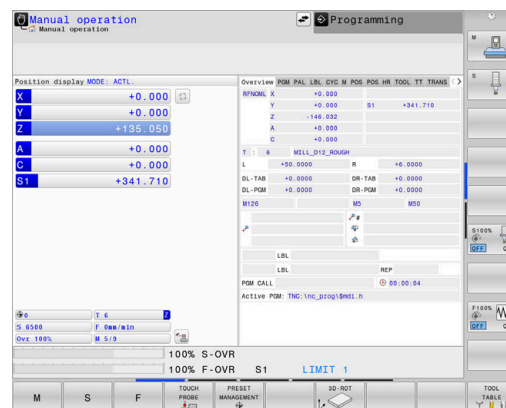 Manual operation
Manual operation
Programming
Position display MODE: ACTL.
X +0.000
Y +0.000
Z +135.050
A +0.000
C +0.000
S1 +341.710
0 T 6 Z
S 6500 F 0mm/min
Ovr 100% M 5/9
Overview PGM PAL LBL CYC M POS POS HR TOOL TT TRANS
RFNOML X +0.000
Y +0.000 S1 +341.710
Z -146.032
A +0.000
C +0.000
T : 6 MILL_D12_ROUGH
L +50.0000 R +6.0000
DL-TAB +0.0000 DR-TAB +0.0000
DL-PGM +0.0000 DR-PGM +0.0000
M126 M5 M50
LBL
LBL REP
PGM CALL 00:00:04
Active PGM: TNC:\nc_prog\$mdi.h
100% S-OVR
100% F-OVR S1 LIMIT 1
M
S
F
TOUCH PROBE
PRESET MANAGEMENT
3D-ROT
TOOL TABLE
M
S
S100%
OFF
F100%
OFF